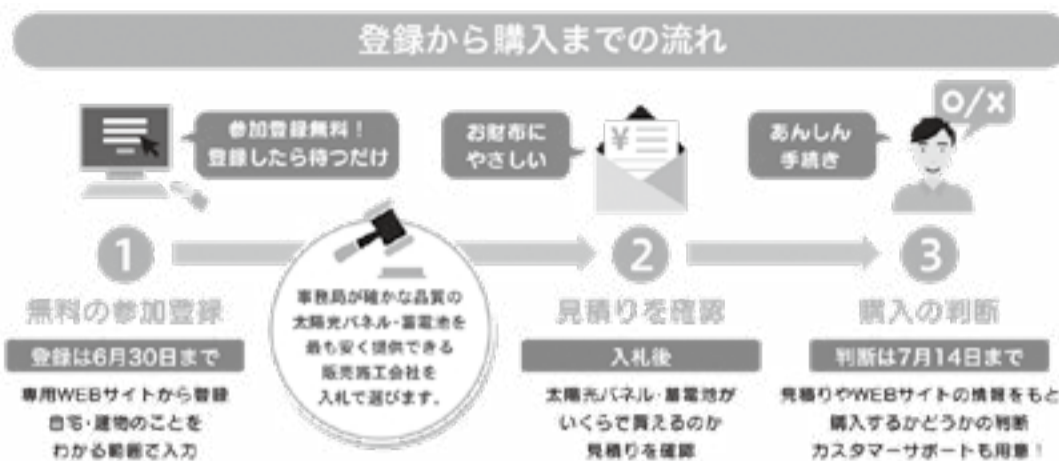 登録から購入までの流れ
参加登録無料！
登録したら待つだけ
お財布に
やさしい
¥
あんしん
手続き
O/X
1
無料の参加登録
登録は6月30日まで
専用WEBサイトから登録
自宅・建物のことを
わかる範囲で入力
事務局が確かな品質の
太陽光パネル・蓄電池を
最も安く提供できる
販売施工会社を
入札で選びます。
2
見積りを確認
入札後
太陽光パネル・蓄電池が
いくらで買えるのか
見積りを確認
3
購入の判断
判断は7月14日まで
見積りやWEBサイトの情報をもと
購入するかどうかの判断
カスタマーサポートも用意！